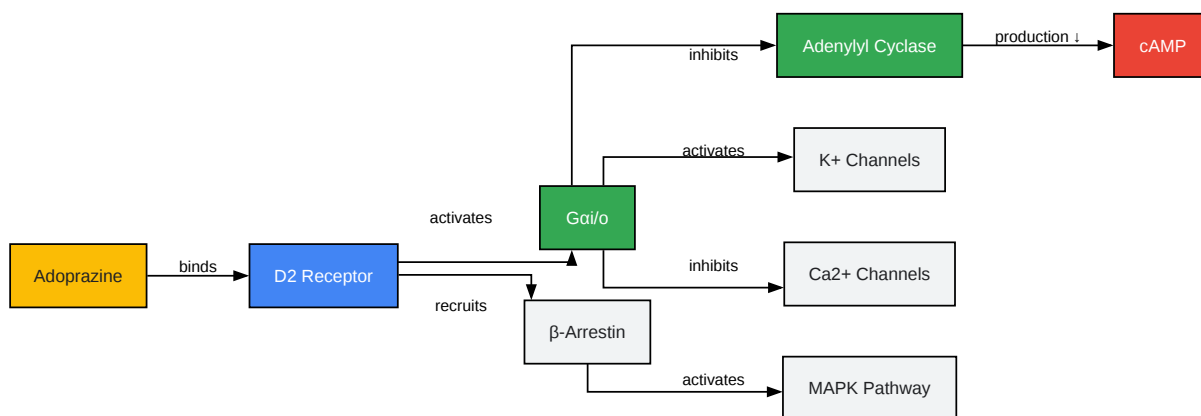 Adoprazine
binds
D2 Receptor
activates
recruits
Gαi/o
β-Arrestin
inhibits
Adenylyl Cyclase
production ↓
cAMP
activates
K+ Channels
inhibits
Ca2+ Channels
activates
MAPK Pathway